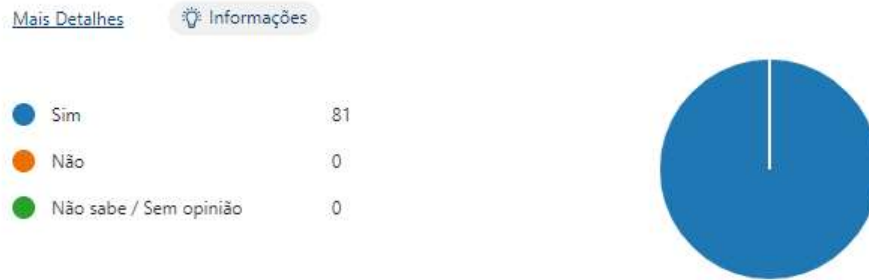 Mais Detalhes Informações
Sim 81
Não 0
Não sabe / Sem opinião 0